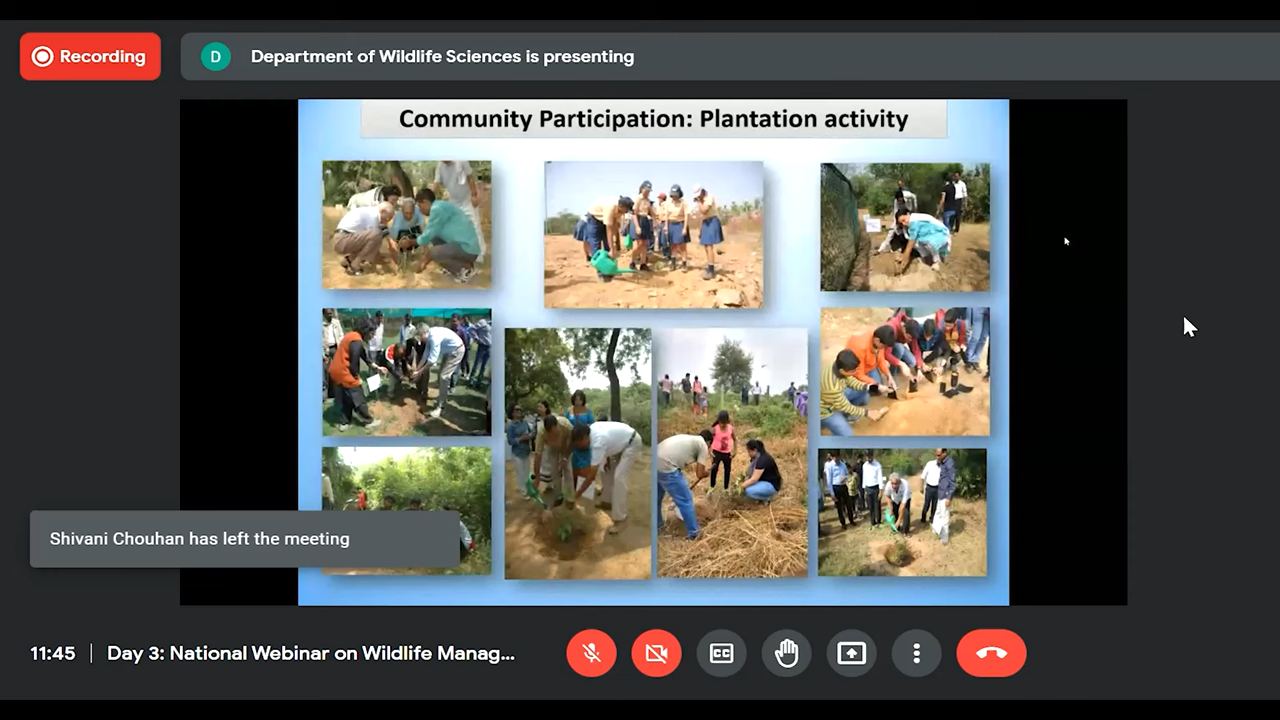 Recording
D
Department of Wildlife Sciences is presenting
Community Participation: Plantation activity
Shivani Chouhan has left the meeting
11:45
Day 3: National Webinar on Wildlife Manag...
CC